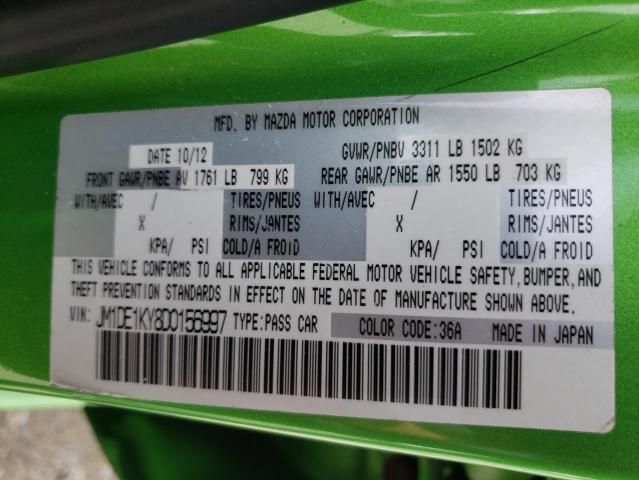 MFD. BY MAZDA MOTOR CORPORATION
DATE 10/12 GVWR/PNBV 3311 LB 1502 KG
FRONT GAWR/PNBE AV 1761 LB 799 KG REAR GAWR/PNBE AR 1550 LB 703 KG
WITH/AVEC / TIRES/PNEUS WITH/AVEC / TIRES/PNEUS
X RIMS/JANTES X RIMS/JANTES
KPA/ PSI COLD/A FROID KPA/ PSI COLD/A FROID
THIS VEHICLE CONFORMS TO ALL APPLICABLE FEDERAL MOTOR VEHICLE SAFETY, BUMPER, AND
THEFT PREVENTION STANDARDS IN EFFECT ON THE DATE OF MANUFACTURE SHOWN ABOVE.
VIN: JM1DE1KY8D0156997 TYPE:PASS CAR COLOR CODE:36A MADE IN JAPAN